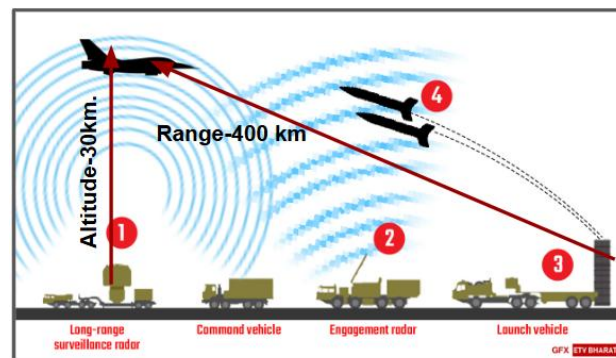 Altitude-30km.
Range-400 km
1
2
3
4
Long-range
surveillance radar
Command vehicle
Engagement radar
Launch vehicle
GFX ETV BHARAT